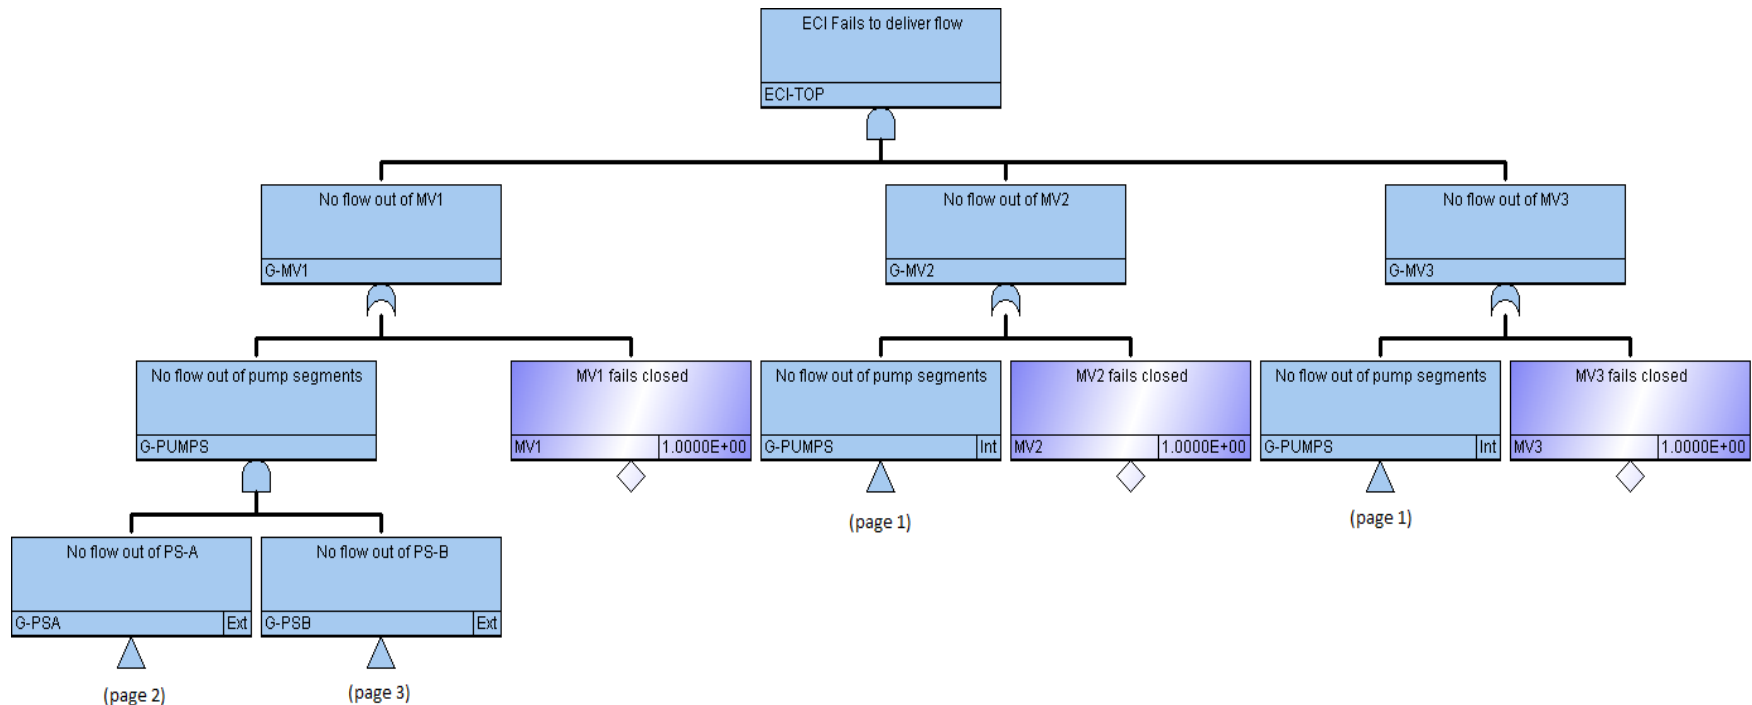 ECI Fails to deliver flow
ECI-TOP
No flow out of MV1
G-MV1
No flow out of MV2
G-MV2
No flow out of MV3
G-MV3
No flow out of pump segments
G-PUMPS
MV1 fails closed
MV1 1.0000E+00
No flow out of pump segments
G-PUMPS Int
(page 1)
MV2 fails closed
MV2 1.0000E+00
No flow out of pump segments
G-PUMPS Int
(page 1)
MV3 fails closed
MV3 1.0000E+00
No flow out of PS-A
G-PSA Ext
(page 2)
No flow out of PS-B
G-PSB Ext
(page 3)